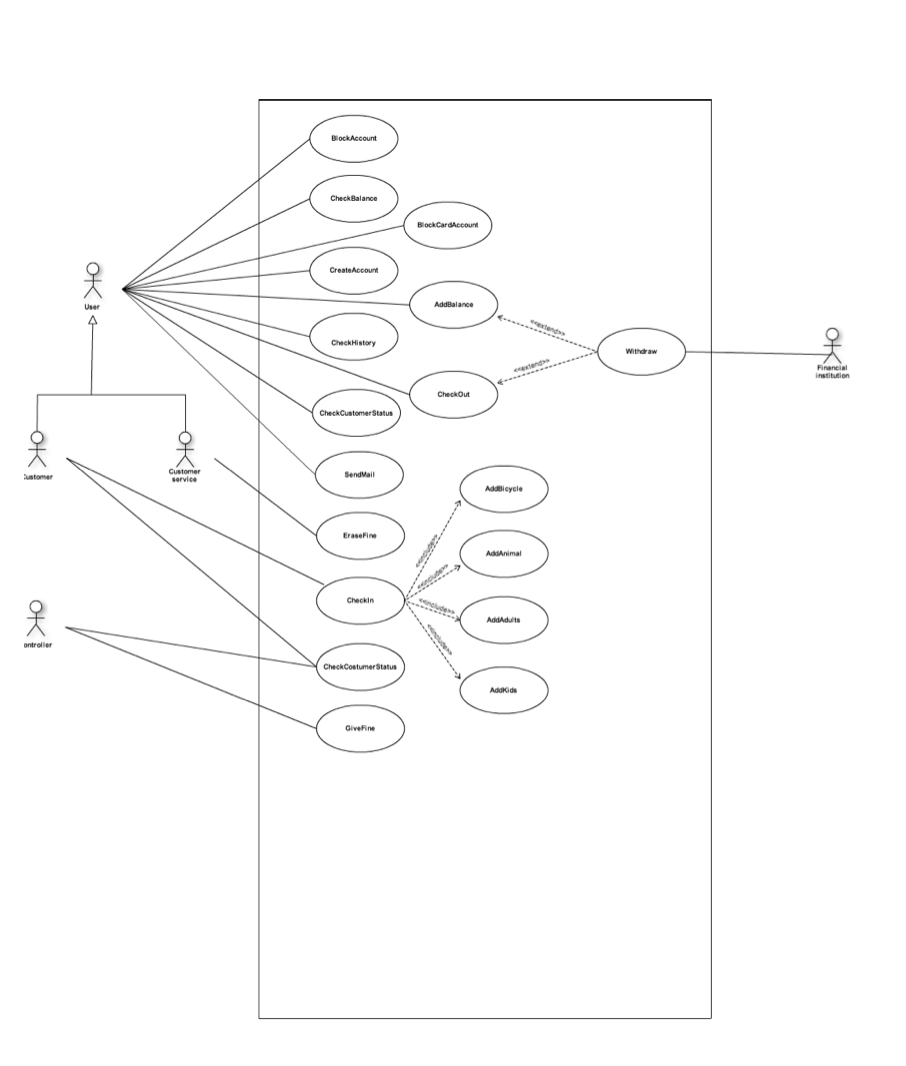 BlockAccount
CheckBalance
BlockCardAccount
CreateAccount
User
AddBalance
<<extend>>
CheckHistory
Withdraw
<<extend>>
Financial
institution
CheckOut
CheckCustomerStatus
Customer
service
SendMail
ustomer
AddBicycle
EraseFine
<<include>>
AddAnimal
<<include>>
CheckIn
<<include>>
AddAdults
<<include>>
ontroller
CheckCostumerStatus
AddKids
GiveFine